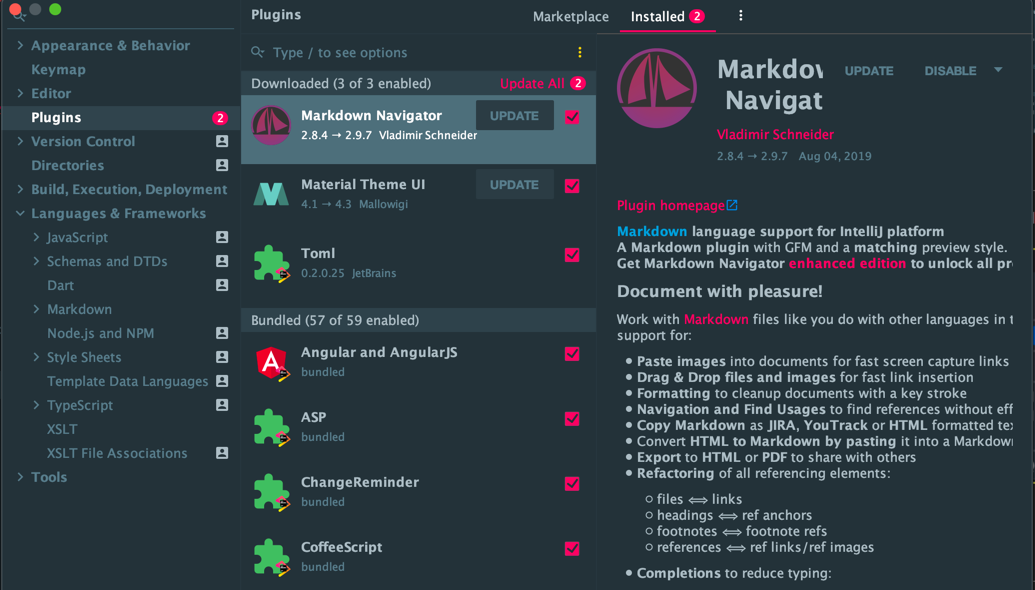 Appearance & Behavior
Keymap
Editor
Plugins 2
Version Control
Directories
Build, Execution, Deployment
Languages & Frameworks
JavaScript
Schemas and DTDs
Dart
Markdown
Node.js and NPM
Style Sheets
Template Data Languages
TypeScript
XSLT
XSLT File Associations
Tools
Plugins
Marketplace
Installed 2
Type / to see options
Downloaded (3 of 3 enabled) Update All 2
Markdown Navigator UPDATE
2.8.4 → 2.9.7 Vladimir Schneider
Material Theme UI UPDATE
4.1 → 4.3 Mallowigi
Toml
0.2.0.25 JetBrains
Bundled (57 of 59 enabled)
Angular and AngularJS
bundled
ASP
bundled
ChangeReminder
bundled
CoffeeScript
bundled
Markdov
Navigat
UPDATE DISABLE
Vladimir Schneider
2.8.4 → 2.9.7 Aug 04, 2019
Plugin homepage
Markdown language support for IntelliJ platform
A Markdown plugin with GFM and a matching preview style.
Get Markdown Navigator enhanced edition to unlock all pre
Document with pleasure!
Work with Markdown files like you do with other languages in t
support for:
• Paste images into documents for fast screen capture links
• Drag & Drop files and images for fast link insertion
• Formatting to cleanup documents with a key stroke
• Navigation and Find Usages to find references without eff
• Copy Markdown as JIRA, YouTrack or HTML formatted tex
• Convert HTML to Markdown by pasting it into a Markdown
• Export to HTML or PDF to share with others
• Refactoring of all referencing elements:
○ files ⟺ links
○ headings ⟺ ref anchors
○ footnotes ⟺ footnote refs
○ references ⟺ ref links/ref images
• Completions to reduce typing: